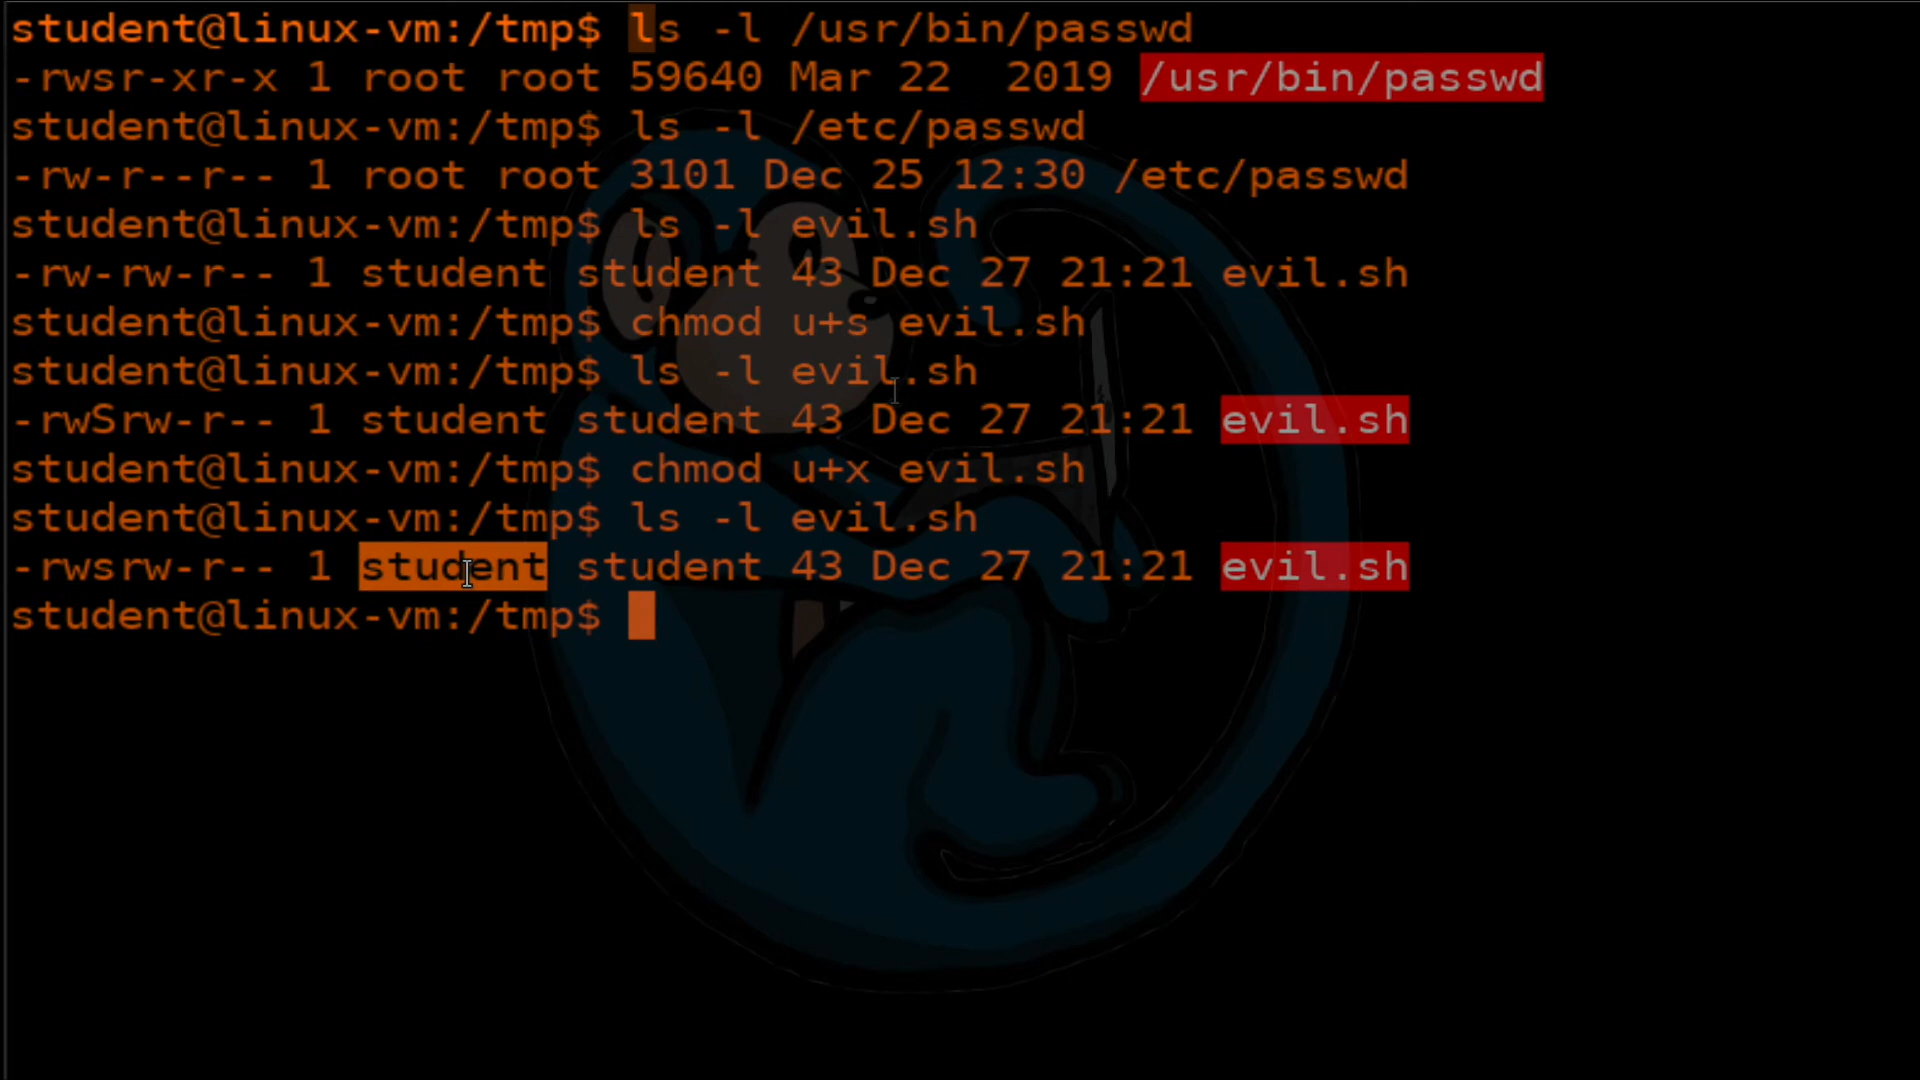 student@linux-vm:/tmp$ ls -l /usr/bin/passwd
-rwsr-xr-x 1 root root 59640 Mar 22  2019 /usr/bin/passwd
student@linux-vm:/tmp$ ls -l /etc/passwd
-rw-r--r-- 1 root root 3101 Dec 25 12:30 /etc/passwd
student@linux-vm:/tmp$ ls -l evil.sh
-rw-rw-r-- 1 student student 43 Dec 27 21:21 evil.sh
student@linux-vm:/tmp$ chmod u+s evil.sh
student@linux-vm:/tmp$ ls -l evil.sh
-rwSrw-r-- 1 student student 43 Dec 27 21:21 evil.sh
student@linux-vm:/tmp$ chmod u+x evil.sh
student@linux-vm:/tmp$ ls -l evil.sh
-rwsrw-r-- 1 student student 43 Dec 27 21:21 evil.sh
student@linux-vm:/tmp$